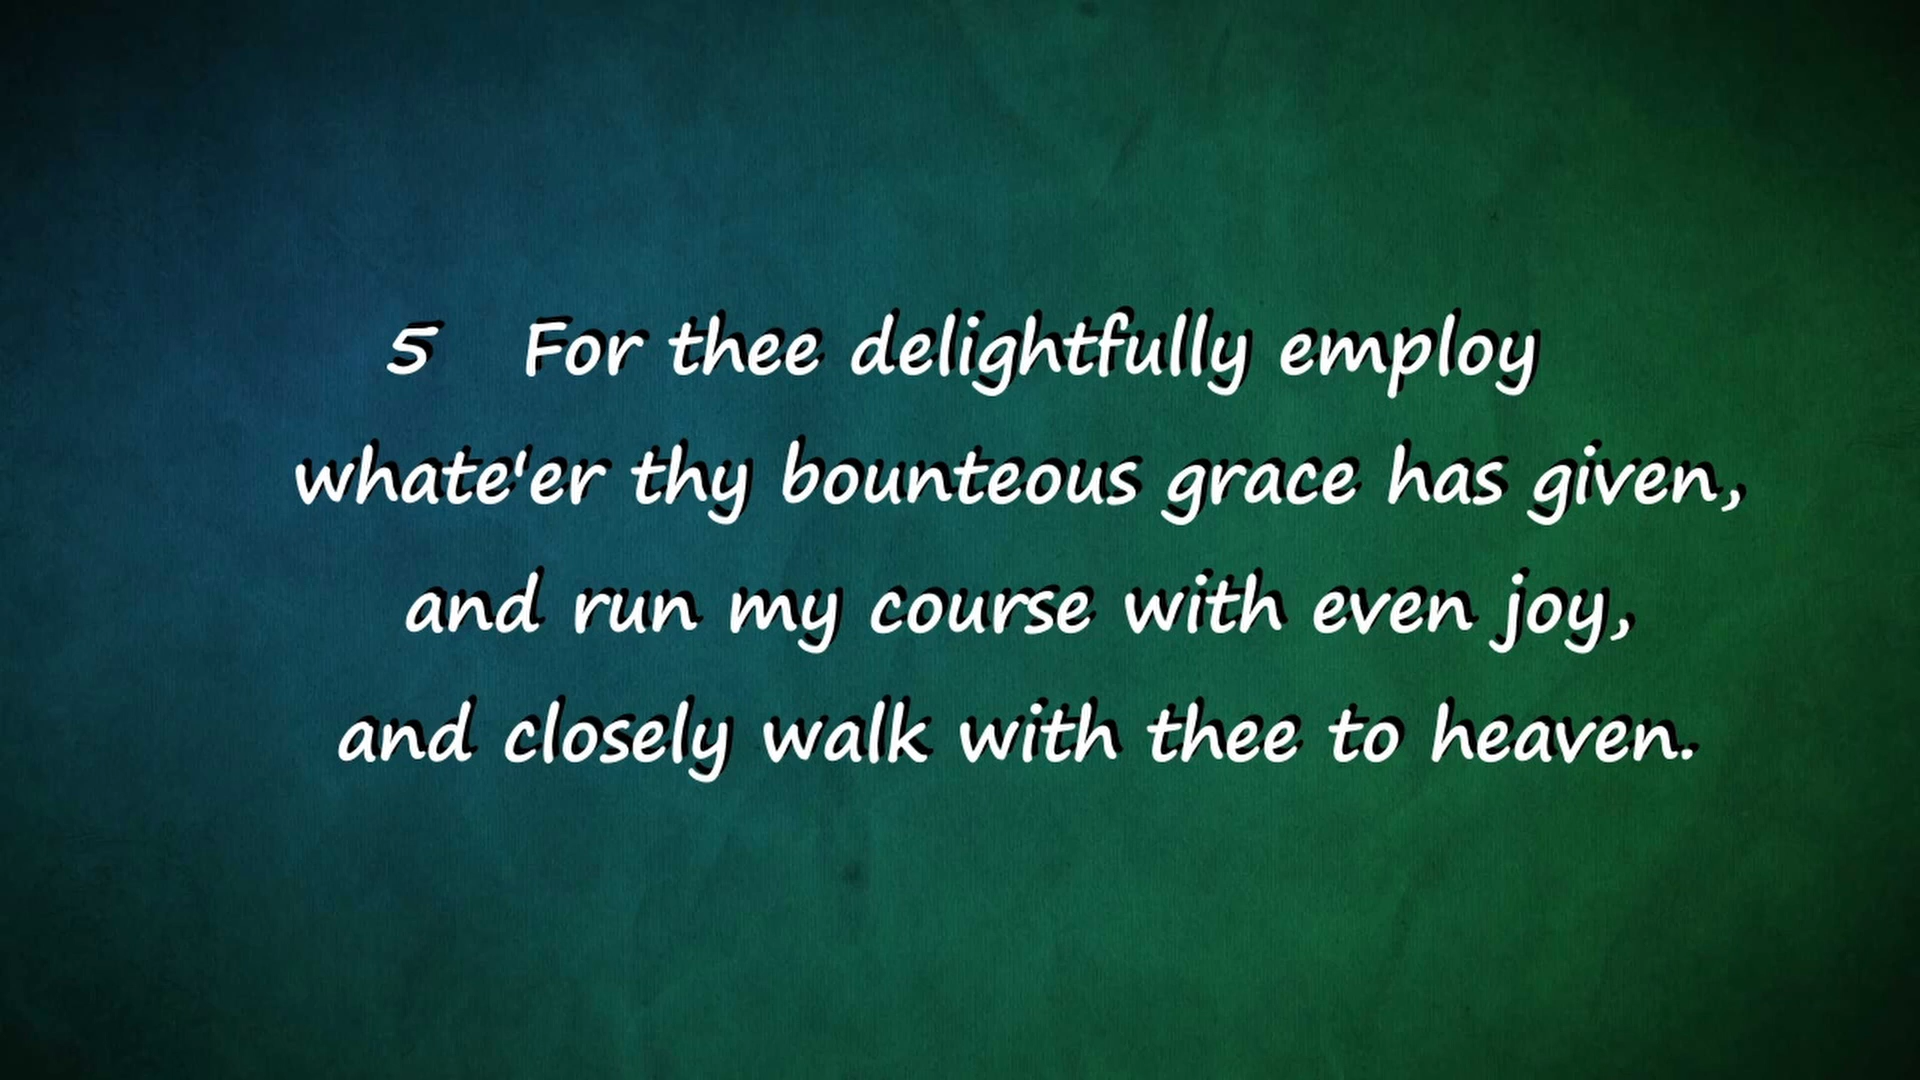 5 For thee delightfully employ
whate'er thy bounteous grace has given,
and run my course with even joy,
and closely walk with thee to heaven.